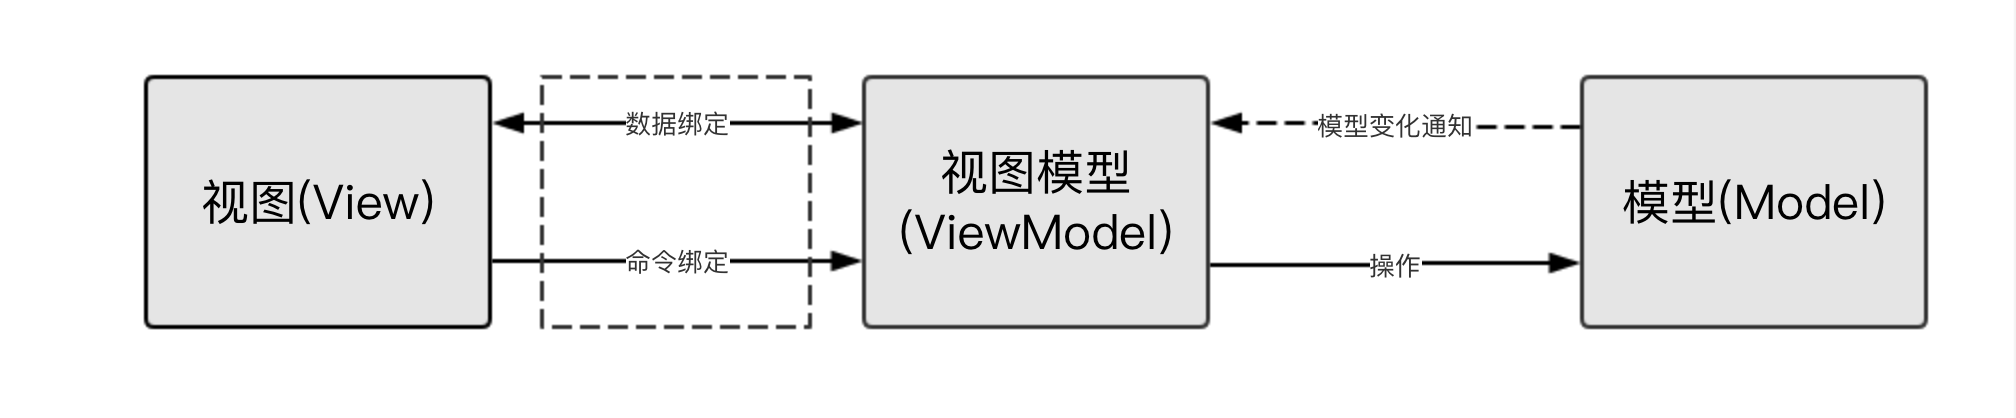 视图(View)
数据绑定
命令绑定
视图模型
(ViewModel)
模型变化通知
操作
模型(Model)